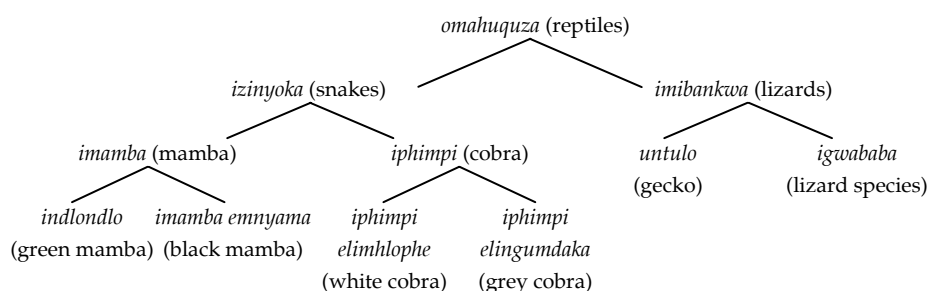 omahuquza (reptiles)
izinyoka (snakes) imibankwa (lizards)
imamba (mamba) iphimpi (cobra) untulo igwababa
(gecko) (lizard species)
indlondlo imamba emnyama iphimpi iphimpi
(green mamba) (black mamba) elimhlophe elingumdaka
(white cobra) (grey cobra)